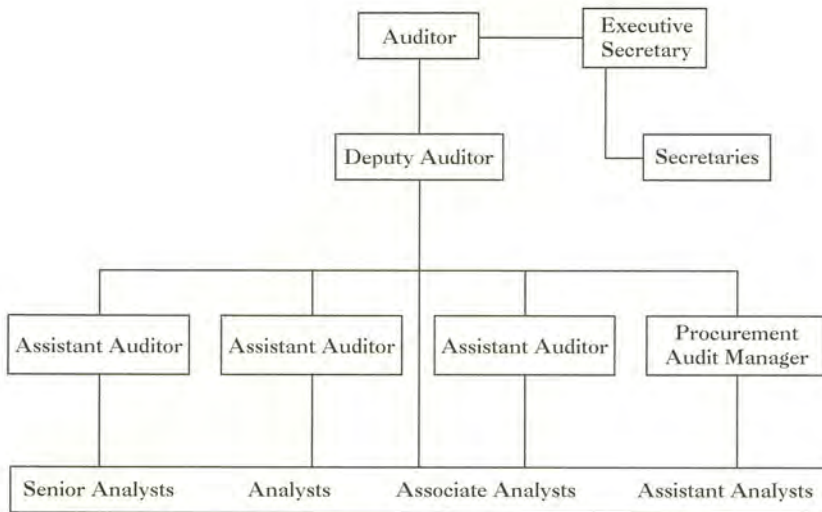 Auditor
Executive
Secretary
Deputy Auditor
Secretaries
Assistant Auditor
Assistant Auditor
Assistant Auditor
Procurement
Audit Manager
Senior Analysts
Analysts
Associate Analysts
Assistant Analysts